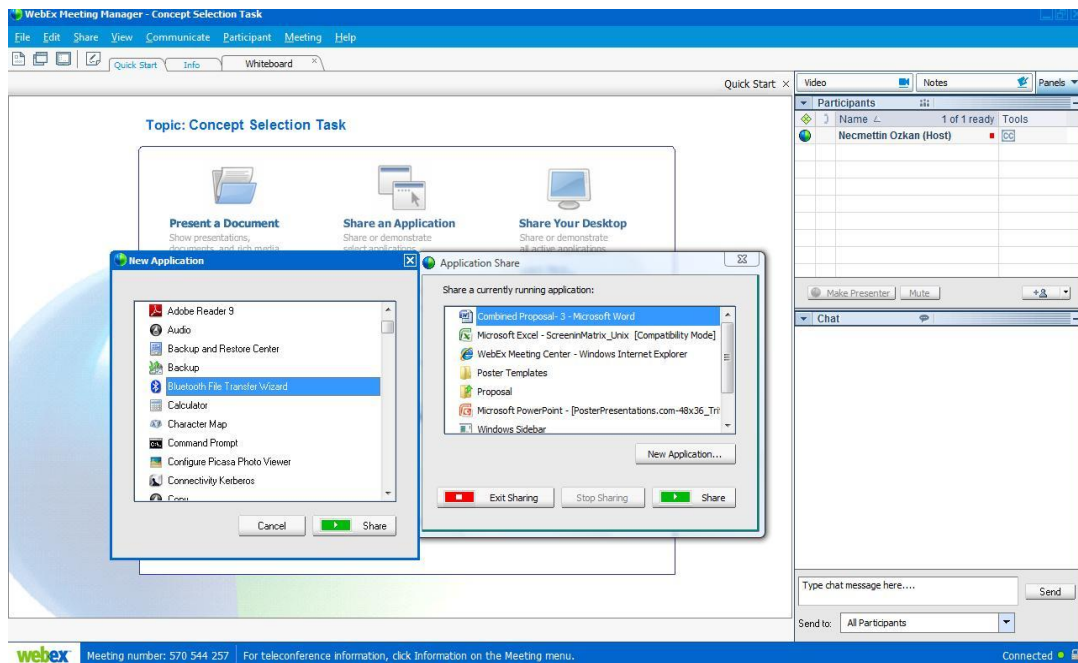 WebEx Meeting Manager - Concept Selection Task
File Edit Share View Communicate Participant Meeting Help
Quick Start Info Whiteboard
Quick Start
Topic: Concept Selection Task
Present a Document
Show presentations,
documents, and rich media
Share an Application
Share or demonstrate
select applications
Share Your Desktop
Share or demonstrate
all active applications
New Application
Adobe Reader 9
Audio
Backup and Restore Center
Backup
Bluetooth File Transfer Wizard
Calculator
Character Map
Command Prompt
Configure Picasa Photo Viewer
Connectivity Kerberos
Copy
Cancel Share
Application Share
Share a currently running application:
Combined Proposal- 3 - Microsoft Word
Microsoft Excel - ScreeninMatrix_Unix [Compatibility Mode]
WebEx Meeting Center - Windows Internet Explorer
Poster Templates
Proposal
Microsoft PowerPoint - [PosterPresentations.com-48x36_Tri
Windows Sidebar
New Application...
Exit Sharing Stop Sharing Share
Video Notes Panels
Participants
Name 1 of 1 ready Tools
Necmettin Ozkan (Host) CC
Make Presenter Mute
Chat
Type chat message here....
Send
Send to: All Participants
webex Meeting number: 570 544 257 For teleconference information, click Information on the Meeting menu. Connected